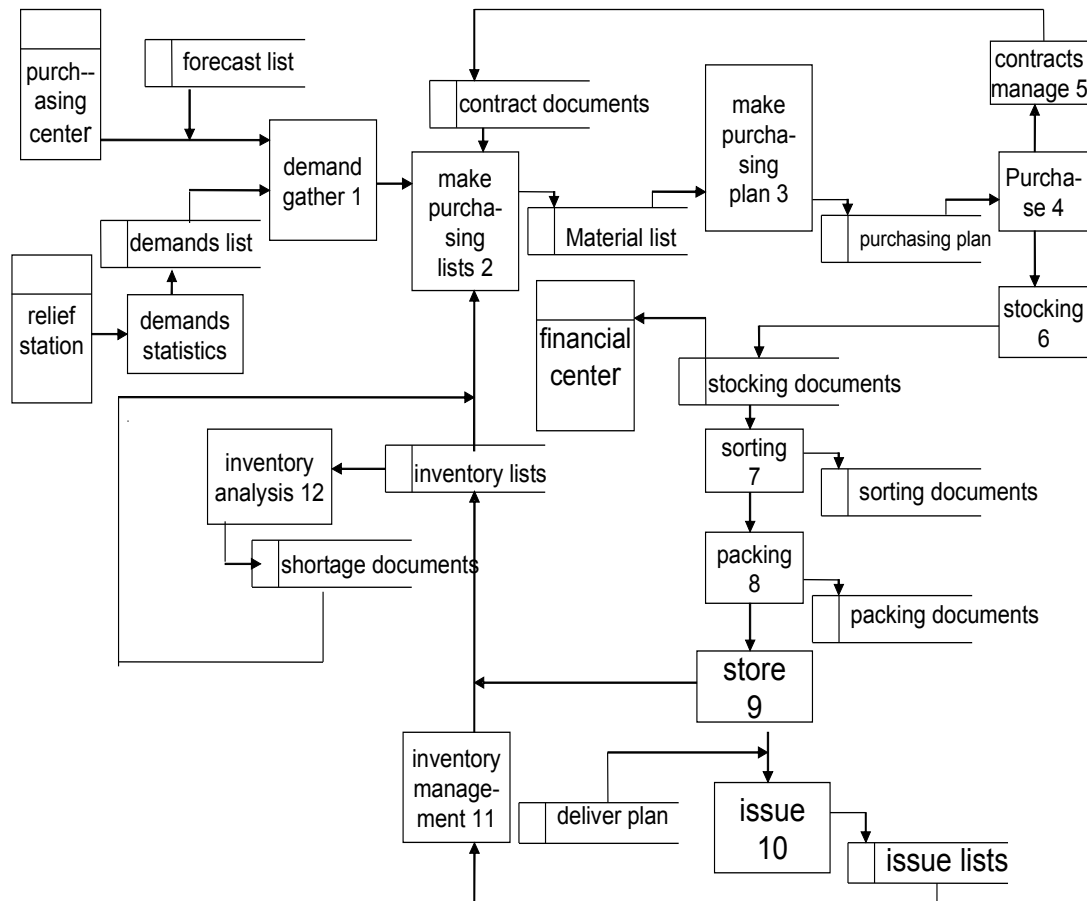 purch--
asing
center
forecast list
demand
gather 1
demands list
relief
station
demands
statistics
contract documents
make
purcha-
sing
lists 2
Material list
make
purcha-
sing
plan 3
purchasing plan
contracts
manage 5
Purcha-
se 4
stocking
6
financial
center
stocking documents
sorting
7
sorting documents
packing
8
packing documents
store
9
inventory
analysis 12
inventory lists
shortage documents
inventory
manage-
ment 11
deliver plan
issue
10
issue lists